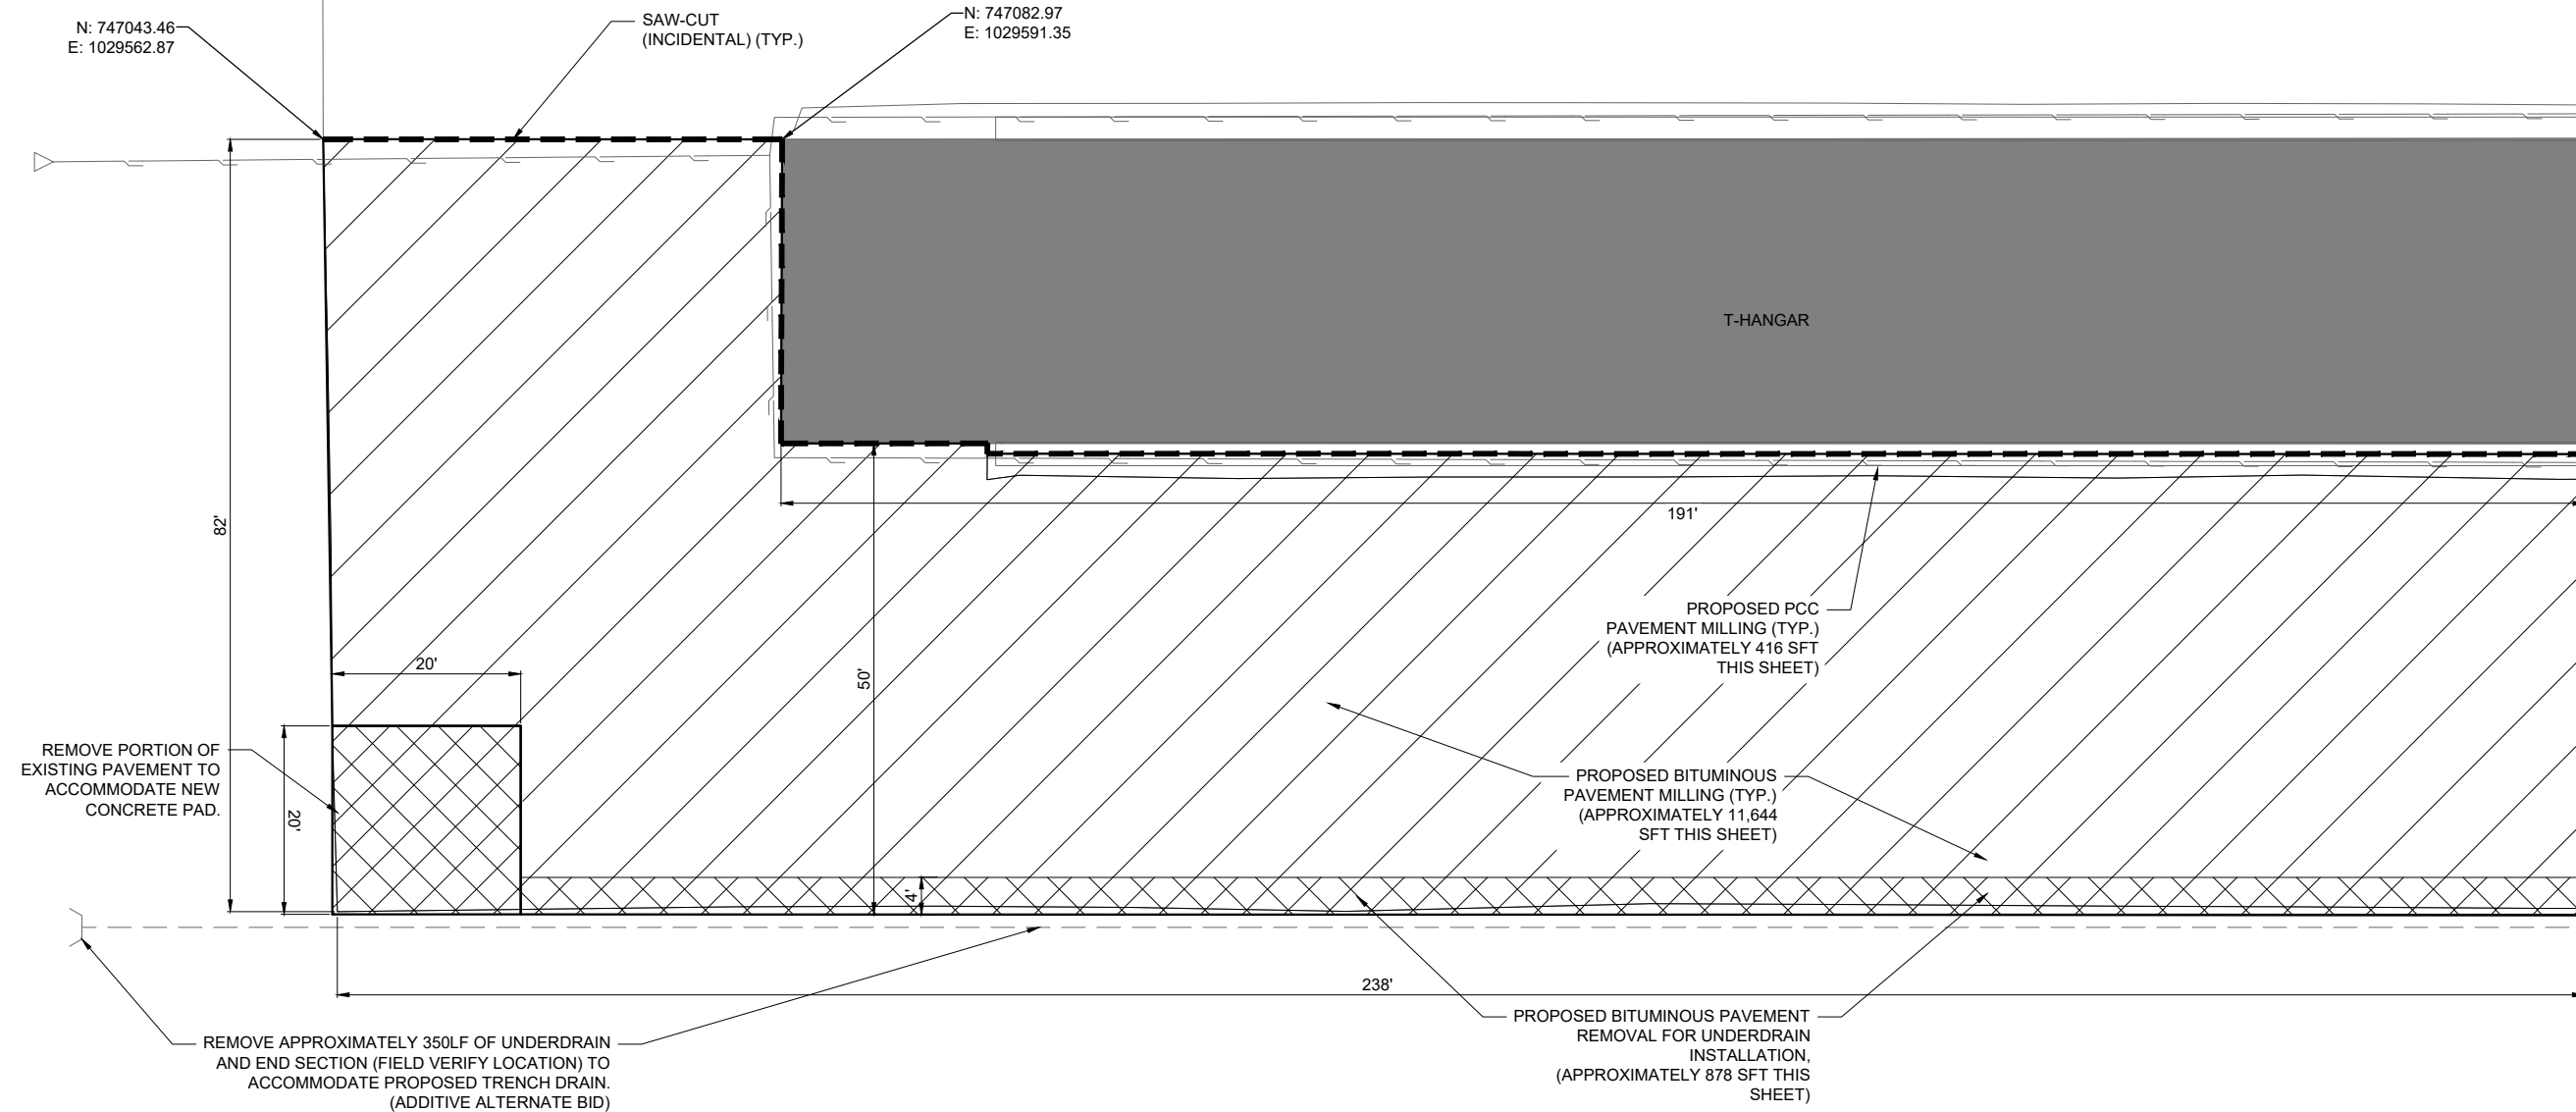 N: 747043.46
E: 1029562.87
SAW-CUT
(INCIDENTAL) (TYP.)
N: 747082.97
E: 1029591.35
T-HANGAR
82'
191'
50'
20'
PROPOSED PCC
PAVEMENT MILLING (TYP.)
(APPROXIMATELY 416 SFT
THIS SHEET)
REMOVE PORTION OF
EXISTING PAVEMENT TO
ACCOMMODATE NEW
CONCRETE PAD.
20'
PROPOSED BITUMINOUS
PAVEMENT MILLING (TYP.)
(APPROXIMATELY 11,644
SFT THIS SHEET)
4'
238'
REMOVE APPROXIMATELY 350LF OF UNDERDRAIN
AND END SECTION (FIELD VERIFY LOCATION) TO
ACCOMMODATE PROPOSED TRENCH DRAIN.
(ADDITIVE ALTERNATE BID)
PROPOSED BITUMINOUS PAVEMENT
REMOVAL FOR UNDERDRAIN
INSTALLATION,
(APPROXIMATELY 878 SFT THIS
SHEET)